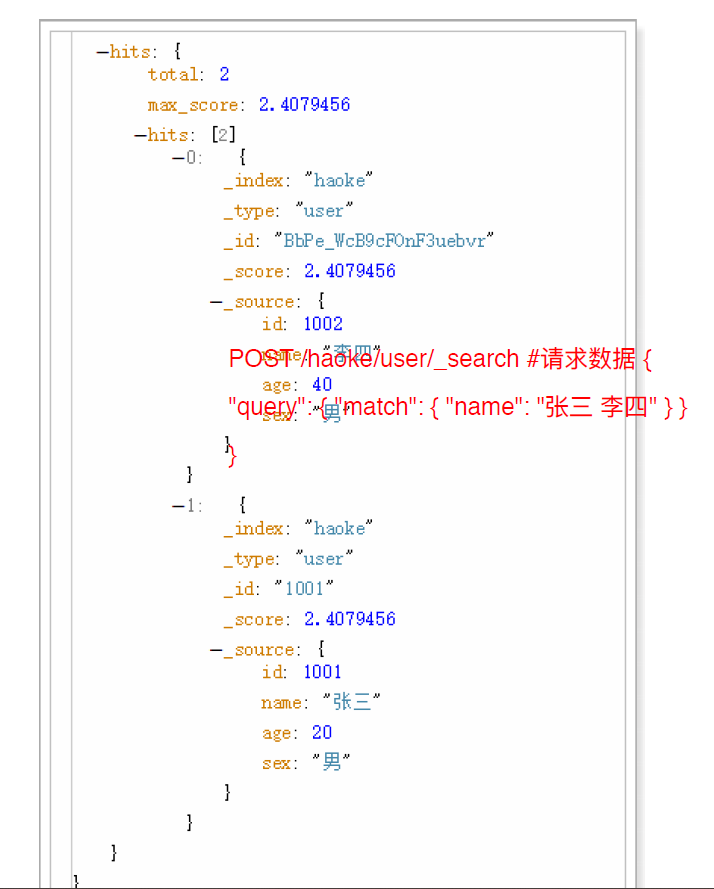 —hits: {
total: 2
max_score: 2.4079456
—hits: [2]
—0: {
_index: "haoke"
_type: "user"
_id: "BbPe_WcB9cFOnF3uebvr"
_score: 2.4079456
—_source: {
id: 1002
name: "李四"
POST /haoke/user/_search #请求数据 {
age: 40
"query": { "match": { "name": "张三 李四" } }
sex: "男"
}
}
}
—1: {
_index: "haoke"
_type: "user"
_id: "1001"
_score: 2.4079456
—_source: {
id: 1001
name: "张三"
age: 20
sex: "男"
}
}
}
}